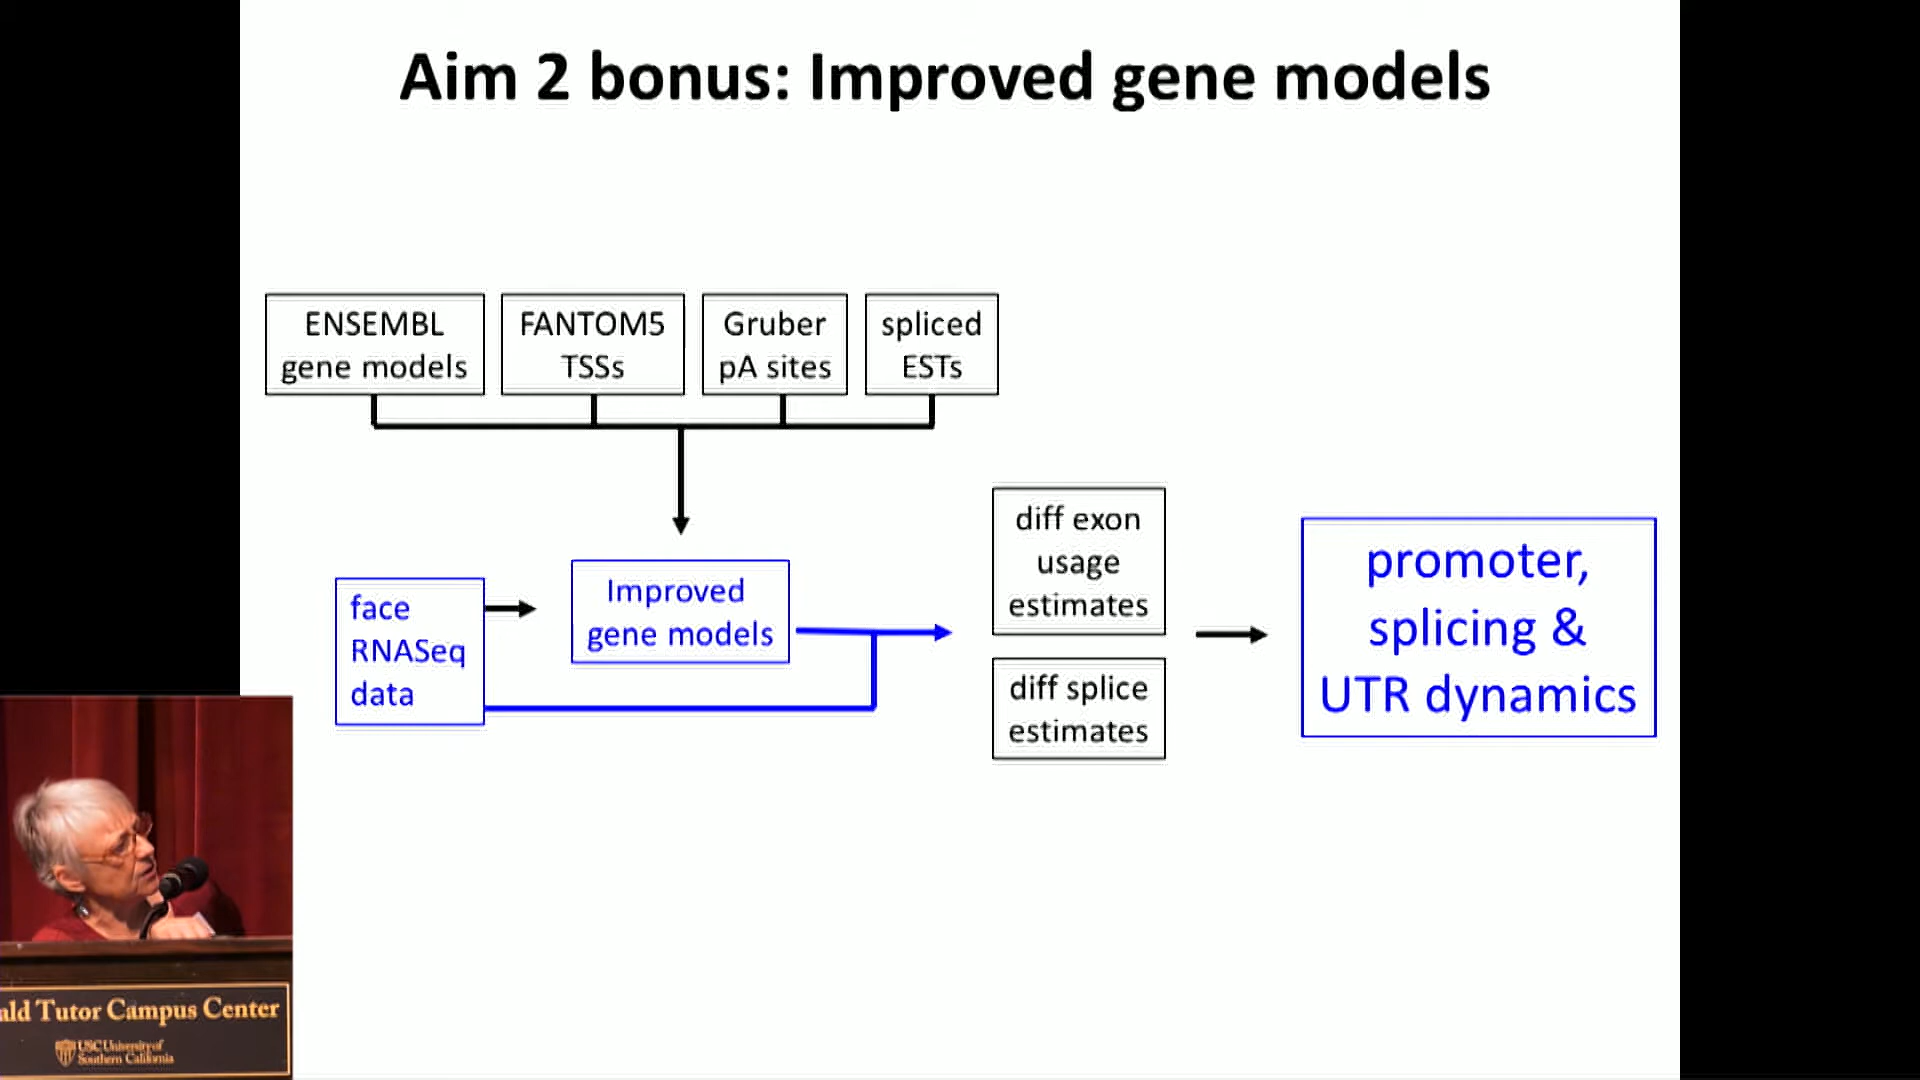 Aim 2 bonus: Improved gene models
ENSEMBL
gene models
FANTOM5
TSSs
Gruber
pA sites
spliced
ESTs
face
RNASeq
data
Improved
gene models
diff exon
usage
estimates
diff splice
estimates
promoter,
splicing &
UTR dynamics
ald Tutor Campus Center
USC University of
Southern California